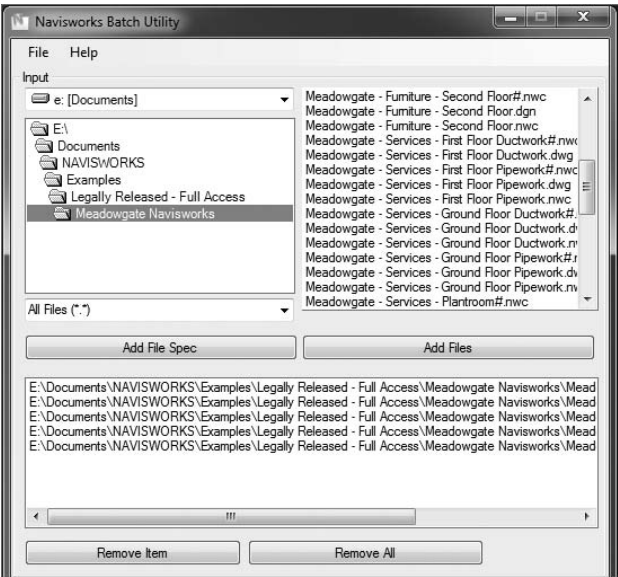 Navisworks Batch Utility
File Help
Input
e: [Documents]
E:\
Documents
NAVISWORKS
Examples
Legally Released - Full Access
Meadowgate Navisworks
All Files (*.*)
Meadowgate - Furniture - Second Floor#.nwc
Meadowgate - Furniture - Second Floor.dgn
Meadowgate - Furniture - Second Floor.nwc
Meadowgate - Services - First Floor Ductwork#.nwc
Meadowgate - Services - First Floor Ductwork.dwg
Meadowgate - Services - First Floor Pipework#.nwc
Meadowgate - Services - First Floor Pipework.dwg
Meadowgate - Services - First Floor Pipework.nwc
Meadowgate - Services - Ground Floor Ductwork#.
Meadowgate - Services - Ground Floor Ductwork.d
Meadowgate - Services - Ground Floor Ductwork.n
Meadowgate - Services - Ground Floor Pipework#.
Meadowgate - Services - Ground Floor Pipework.d
Meadowgate - Services - Ground Floor Pipework.n
Meadowgate - Services - Plantroom#.nwc
Add File Spec
Add Files
E:\Documents\NAVISWORKS\Examples\Legally Released - Full Access\Meadowgate Navisworks\Mead
E:\Documents\NAVISWORKS\Examples\Legally Released - Full Access\Meadowgate Navisworks\Mead
E:\Documents\NAVISWORKS\Examples\Legally Released - Full Access\Meadowgate Navisworks\Mead
E:\Documents\NAVISWORKS\Examples\Legally Released - Full Access\Meadowgate Navisworks\Mead
E:\Documents\NAVISWORKS\Examples\Legally Released - Full Access\Meadowgate Navisworks\Mead
Remove Item
Remove All